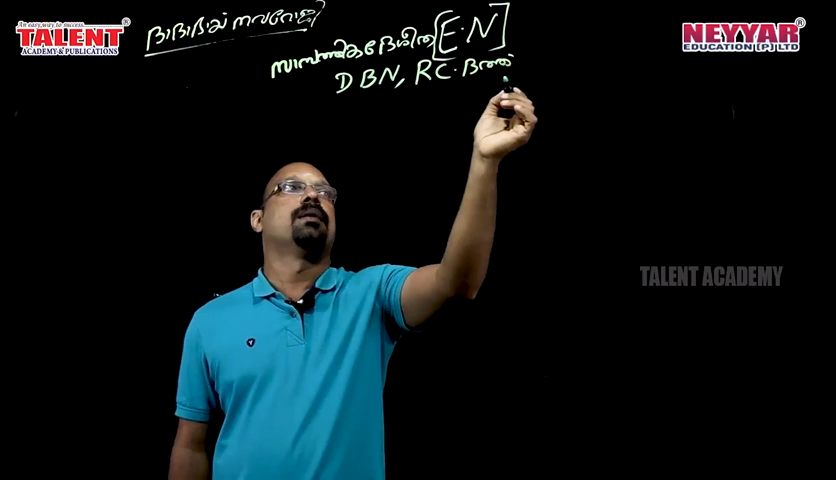 An easy way to success.
TALENT®
ACADEMY & PUBLICATIONS
NEYYAR®
EDUCATION (P) LTD
ദാദാഭായ് നവറോജി
സാമ്പത്തികദേശീയത [E·N]
DBN, RC·ദത്ത്
TALENT ACADEMY